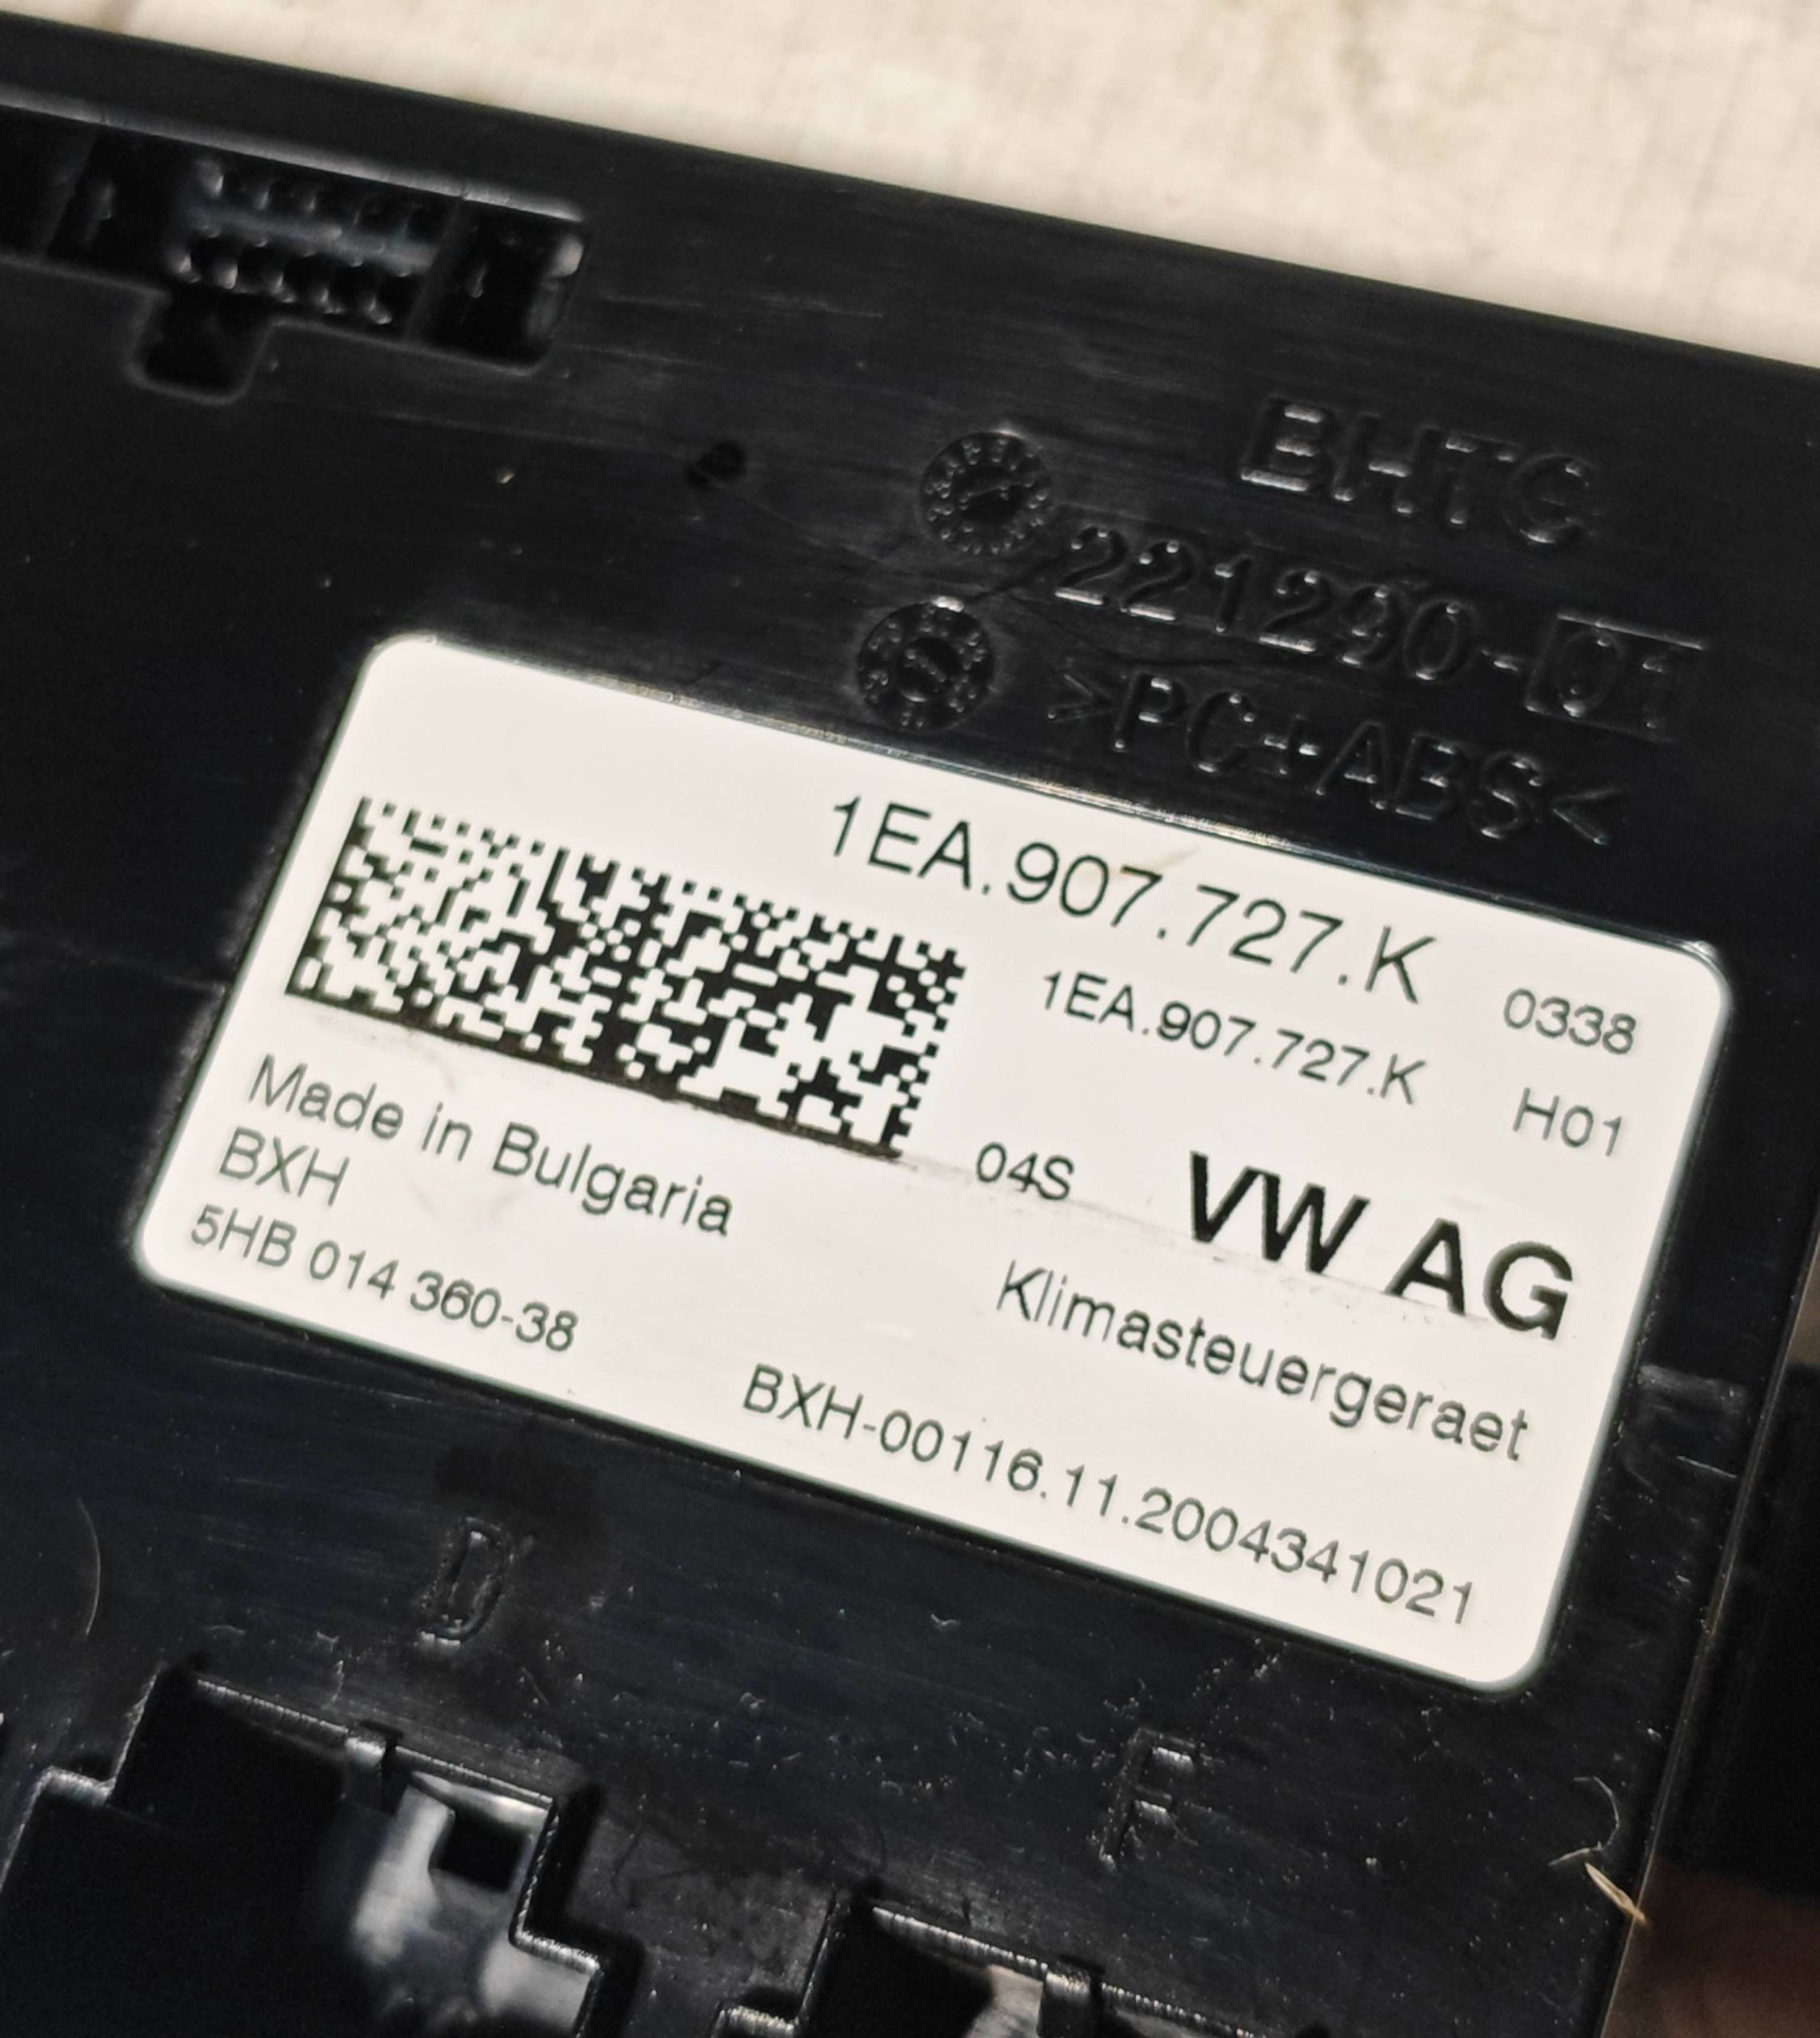 BHTC
221290-01
>PC+ABS<
1EA.907.727.K 0338
1EA.907.727.K H01
04S VW AG
Made in Bulgaria
BXH
5HB 014 360-38
Klimasteuergeraet
BXH-00116.11.2004341021
D
F